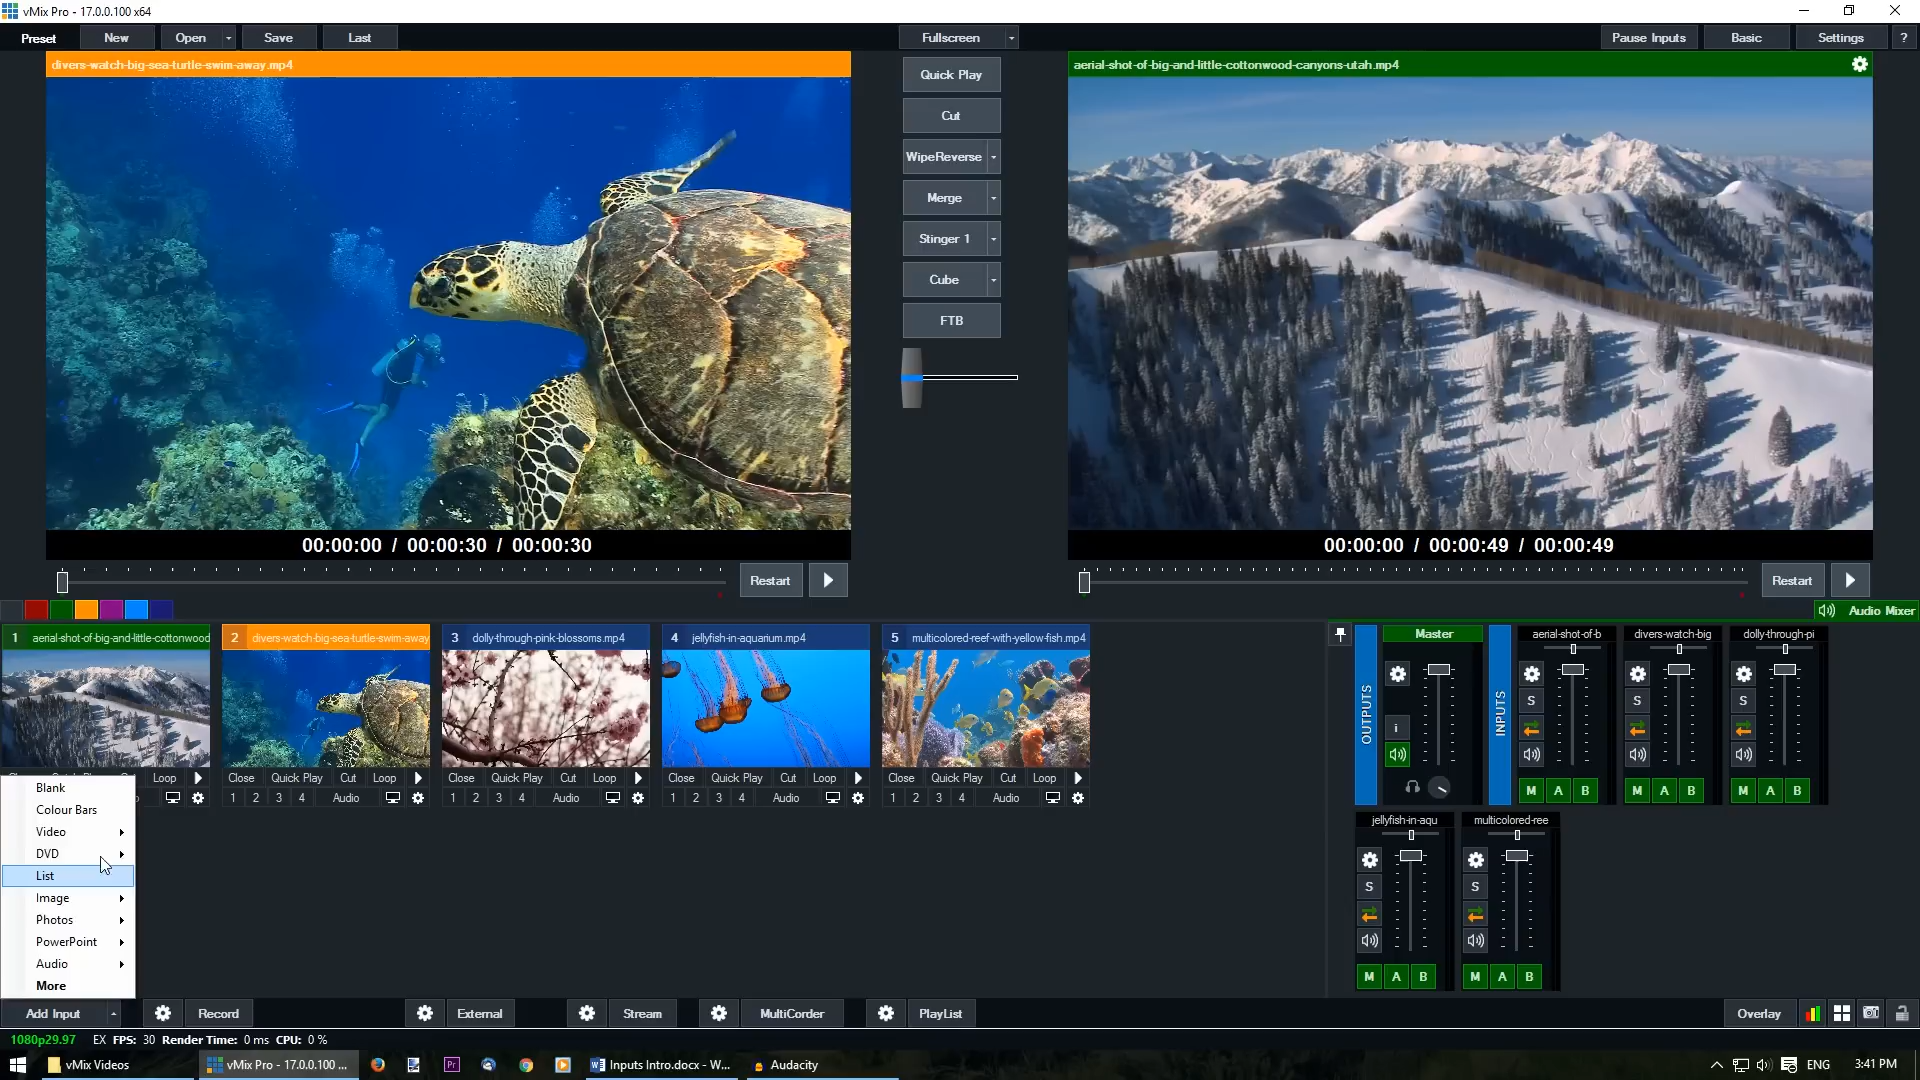 vMix Pro - 17.0.0.100 x64
Preset New Open Save Last Fullscreen Pause Inputs Basic Settings ?
divers-watch-big-sea-turtle-swim-away.mp4
aerial-shot-of-big-and-little-cottonwood-canyons-utah.mp4
Quick Play
Cut
WipeReverse
Merge
Stinger 1
Cube
FTB
00:00:00 / 00:00:30 / 00:00:30
00:00:00 / 00:00:49 / 00:00:49
Restart
Restart
Audio Mixer
1 aerial-shot-of-big-and-little-cottonwood
2 divers-watch-big-sea-turtle-swim-away
3 dolly-through-pink-blossoms.mp4
4 jellyfish-in-aquarium.mp4
5 multicolored-reef-with-yellow-fish.mp4
Loop
Close Quick Play Cut Loop
Close Quick Play Cut Loop
Close Quick Play Cut Loop
Close Quick Play Cut Loop
1 2 3 4 Audio
1 2 3 4 Audio
1 2 3 4 Audio
1 2 3 4 Audio
OUTPUTS
Master
i
INPUTS
aerial-shot-of-b
S
M A B
divers-watch-big
S
M A B
dolly-through-pi
S
M A B
jellyfish-in-aqu
S
M A B
multicolored-ree
S
M A B
Blank
Colour Bars
Video
DVD
List
Image
Photos
PowerPoint
Audio
More
Add Input Record External Stream MultiCorder PlayList Overlay
1080p29.97 EX FPS: 30 Render Time: 0 ms CPU: 0 %
vMix Videos
vMix Pro - 17.0.0.100 ...
Pr
Inputs Intro.docx - W...
Audacity
ENG
3:41 PM